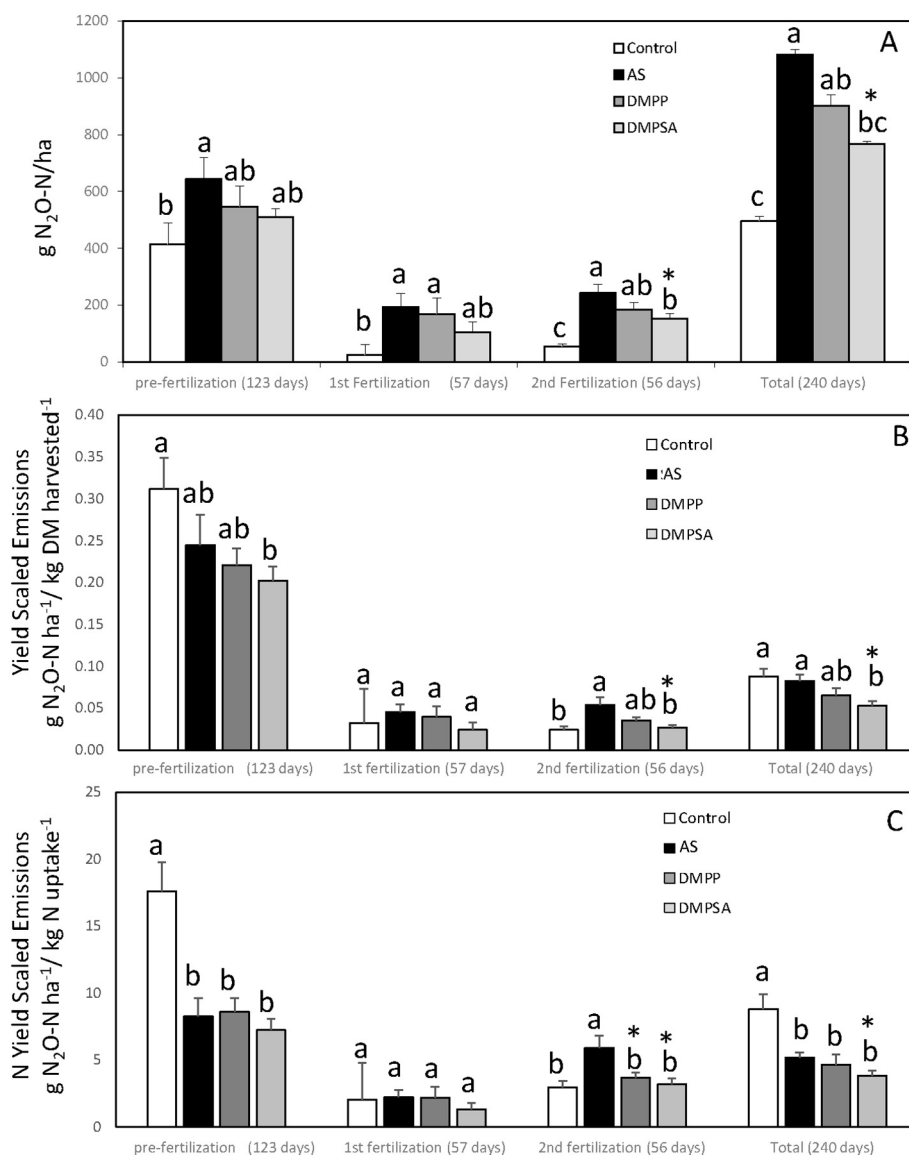 A
g N₂O-N/ha
1200
1000
800
600
400
200
0
Control
AS
DMPP
DMPSA
b
a
ab
ab
b
a
a
ab
c
a
ab
*
b
c
a
ab
*
bc
pre-fertilization (123 days)
1st Fertilization (57 days)
2nd Fertilization (56 days)
Total (240 days)
B
Yield Scaled Emissions
g N₂O-N ha⁻¹/ kg DM harvested⁻¹
0.40
0.35
0.30
0.25
0.20
0.15
0.10
0.05
0.00
Control
AS
DMPP
DMPSA
a
ab
ab
b
a
a
a
a
b
a
ab
*
b
a
a
ab
*
b
pre-fertilization (123 days)
1st fertilization (57 days)
2nd fertilization (56 days)
Total (240 days)
C
N Yield Scaled Emissions
g N₂O-N ha⁻¹/ kg N uptake⁻¹
25
20
15
10
5
0
Control
AS
DMPP
DMPSA
a
b
b
b
a
a
a
a
b
a
*
b
*
b
a
b
b
*
b
pre-fertilization (123 days)
1st fertilization (57 days)
2nd fertilization (56 days)
Total (240 days)